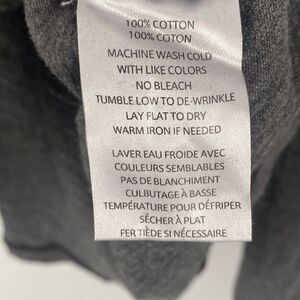 100% COTTON
100% COTON
MACHINE WASH COLD
WITH LIKE COLORS
NO BLEACH
TUMBLE LOW TO DE-WRINKLE
LAY FLAT TO DRY
WARM IRON IF NEEDED
LAVER EAU FROIDE AVEC
COULEURS SEMBLABLES
PAS DE BLANCHIMENT
CULBUTAGE À BASSE
TEMPÉRATURE POUR DÉFRIPER
SÉCHER À PLAT
FER TIÈDE SI NÉCESSAIRE